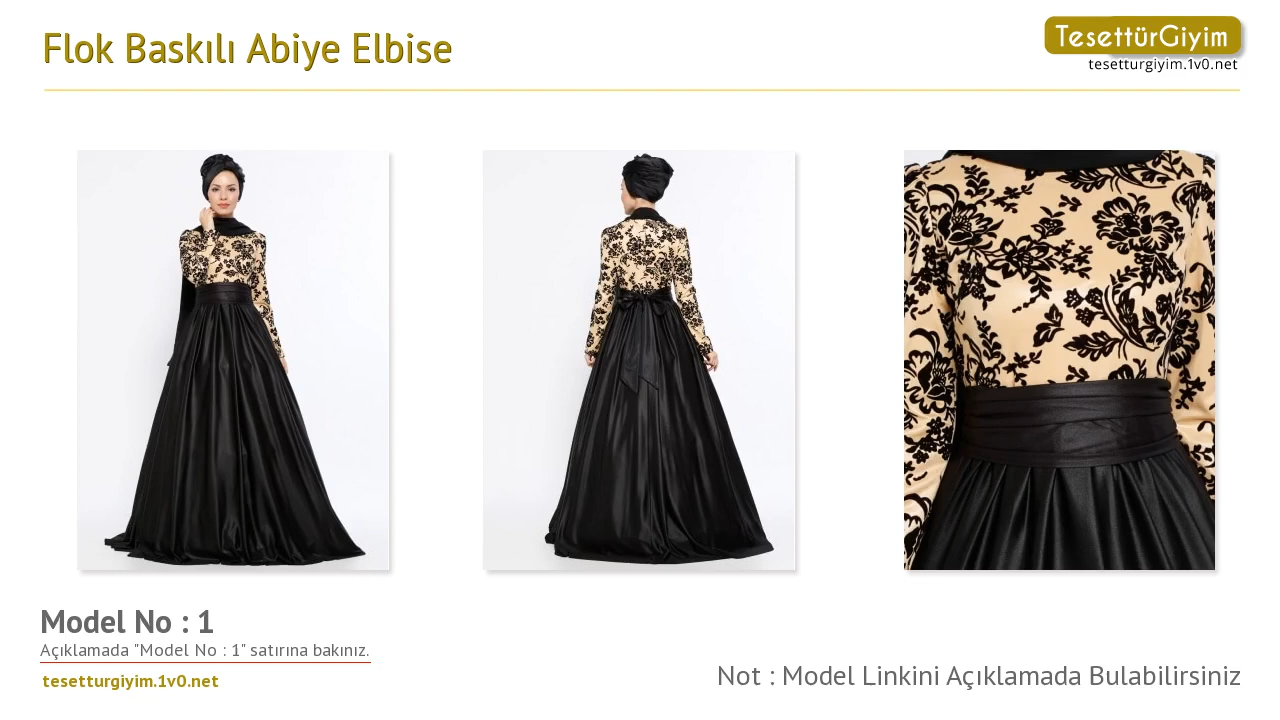 Flok Baskılı Abiye Elbise
TesettürGiyim
tesetturgiyim.1v0.net
Model No : 1
Açıklamada "Model No : 1" satırına bakınız.
tesetturgiyim.1v0.net
Not : Model Linkini Açıklamada Bulabilirsiniz